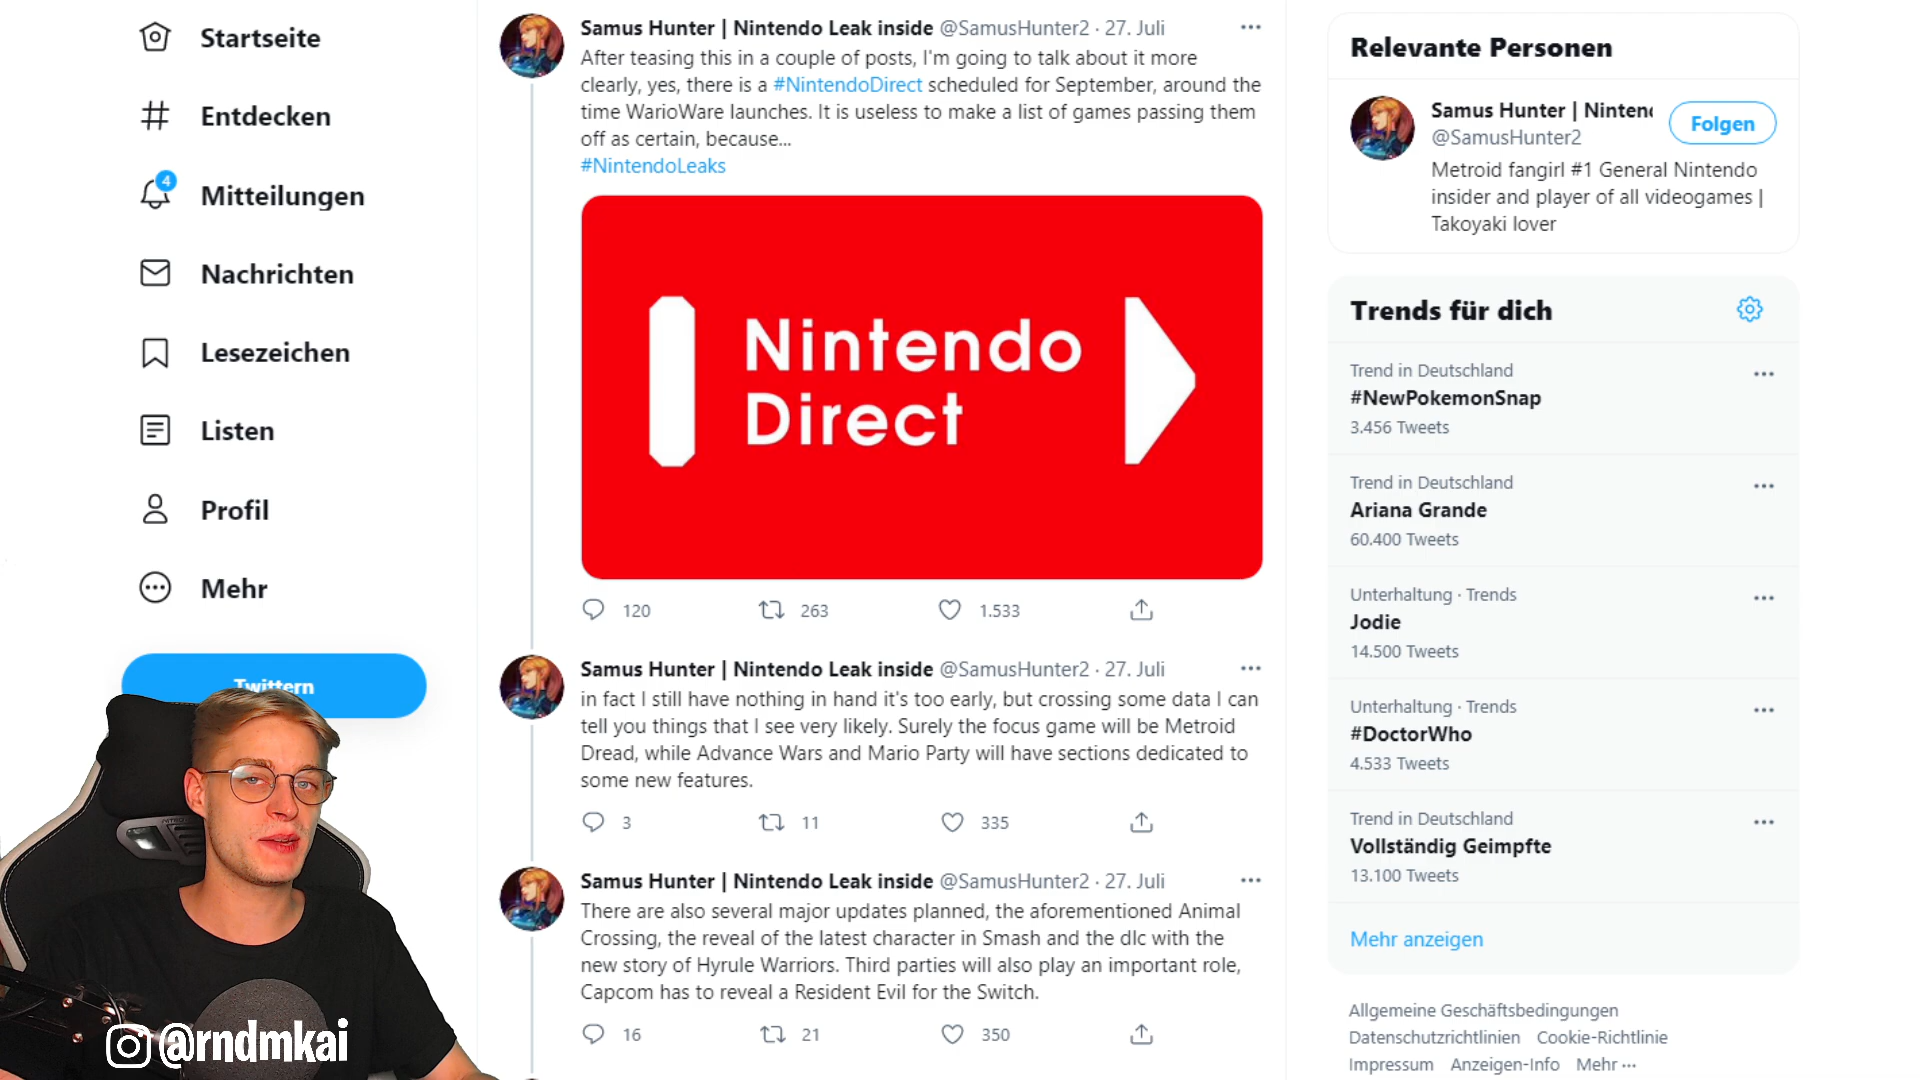 Startseite
Entdecken
4
Mitteilungen
Nachrichten
Lesezeichen
Listen
Profil
Mehr
Twittern
@rndmkai
Samus Hunter | Nintendo Leak inside @SamusHunter2 · 27. Juli
After teasing this in a couple of posts, I'm going to talk about it more
clearly, yes, there is a #NintendoDirect scheduled for September, around the
time WarioWare launches. It is useless to make a list of games passing them
off as certain, because...
#NintendoLeaks
Nintendo
Direct
120 263 1.533
Samus Hunter | Nintendo Leak inside @SamusHunter2 · 27. Juli
in fact I still have nothing in hand it's too early, but crossing some data I can
tell you things that I see very likely. Surely the focus game will be Metroid
Dread, while Advance Wars and Mario Party will have sections dedicated to
some new features.
3 11 335
Samus Hunter | Nintendo Leak inside @SamusHunter2 · 27. Juli
There are also several major updates planned, the aforementioned Animal
Crossing, the reveal of the latest character in Smash and the dlc with the
new story of Hyrule Warriors. Third parties will also play an important role,
Capcom has to reveal a Resident Evil for the Switch.
16 21 350
Relevante Personen
Samus Hunter | Ninten
@SamusHunter2
Folgen
Metroid fangirl #1 General Nintendo
insider and player of all videogames |
Takoyaki lover
Trends für dich
Trend in Deutschland
#NewPokemonSnap
3.456 Tweets
Trend in Deutschland
Ariana Grande
60.400 Tweets
Unterhaltung · Trends
Jodie
14.500 Tweets
Unterhaltung · Trends
#DoctorWho
4.533 Tweets
Trend in Deutschland
Vollständig Geimpfte
13.100 Tweets
Mehr anzeigen
Allgemeine Geschäftsbedingungen
Datenschutzrichtlinien Cookie-Richtlinie
Impressum Anzeigen-Info Mehr ···